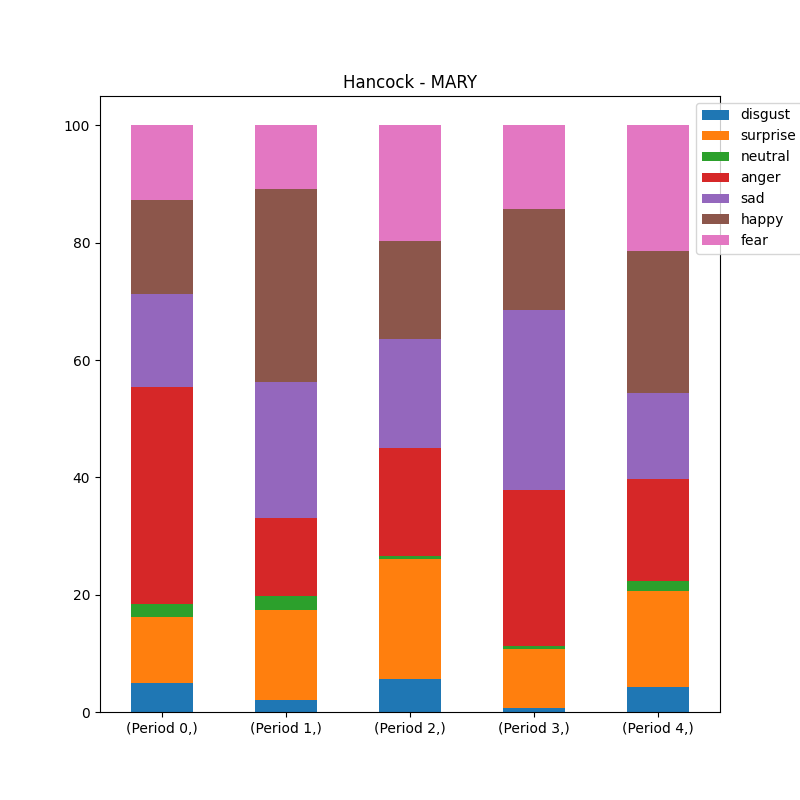 Hancock - MARY
100
80
60
40
20
0
(Period 0,)
(Period 1,)
(Period 2,)
(Period 3,)
(Period 4,)
disgust
surprise
neutral
anger
sad
happy
fear